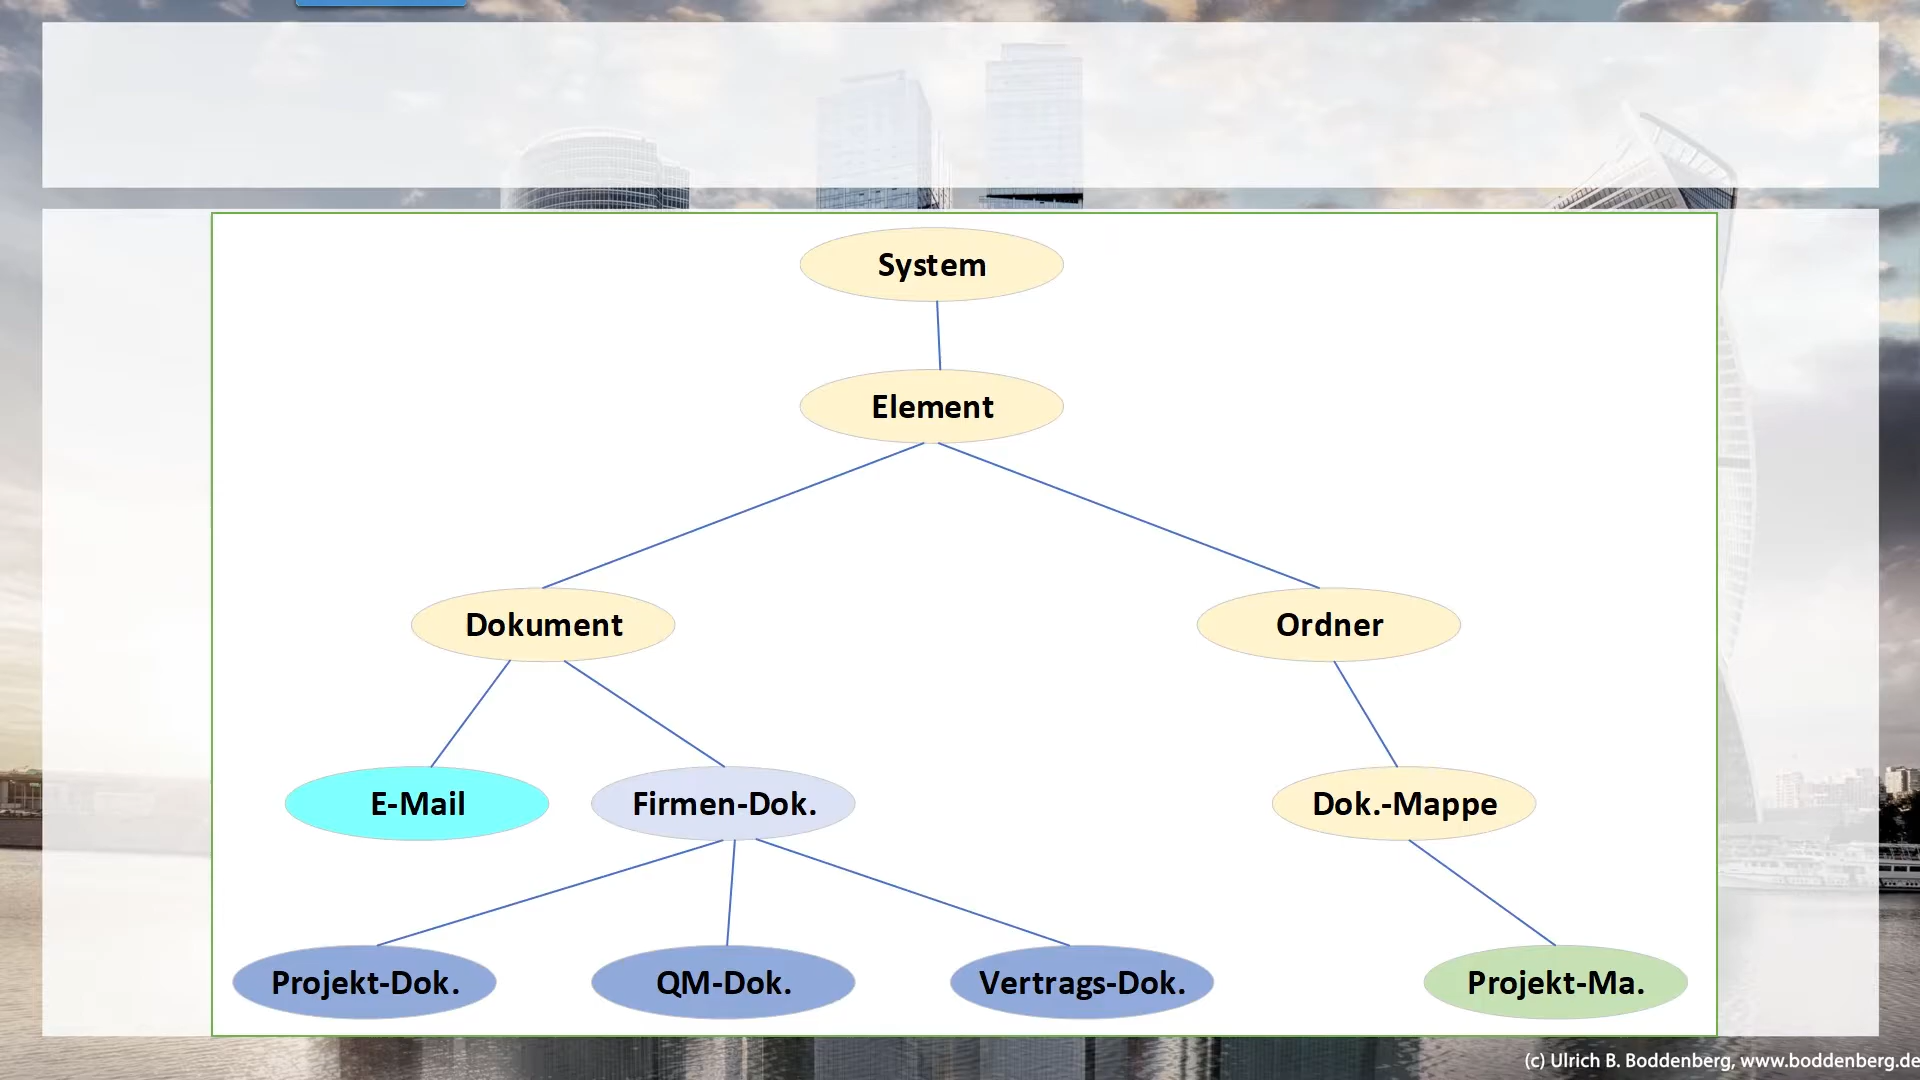 System
Element
Dokument
Ordner
E-Mail
Firmen-Dok.
Dok.-Mappe
Projekt-Dok.
QM-Dok.
Vertrags-Dok.
Projekt-Ma.
(c) Ulrich B. Boddenberg, www.boddenberg.de